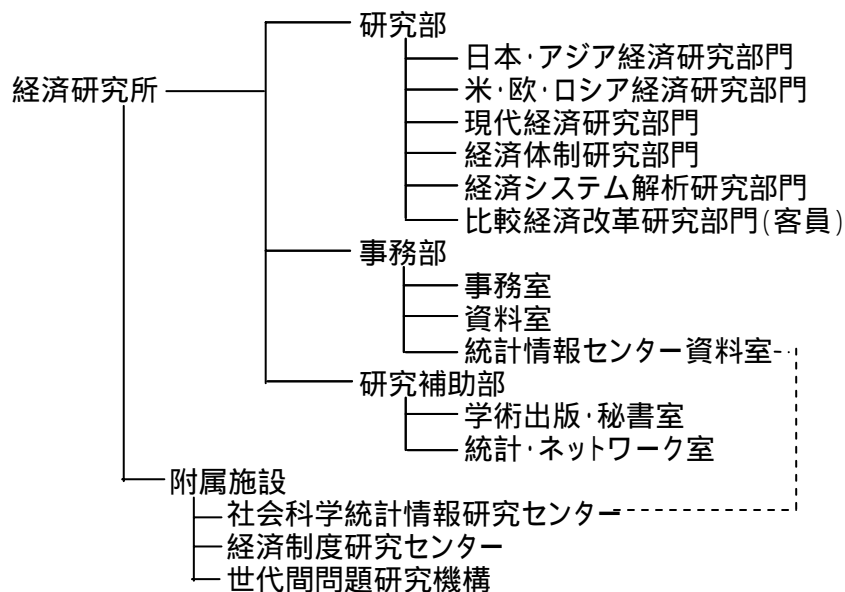 研究部
日本・アジア経済研究部門
経済研究所
米・欧・ロシア経済研究部門
現代経済研究部門
経済体制研究部門
経済システム解析研究部門
比較経済改革研究部門(客員)
事務部
事務室
資料室
統計情報センター資料室
研究補助部
学術出版・秘書室
統計・ネットワーク室
附属施設
社会科学統計情報研究センター
経済制度研究センター
世代間問題研究機構